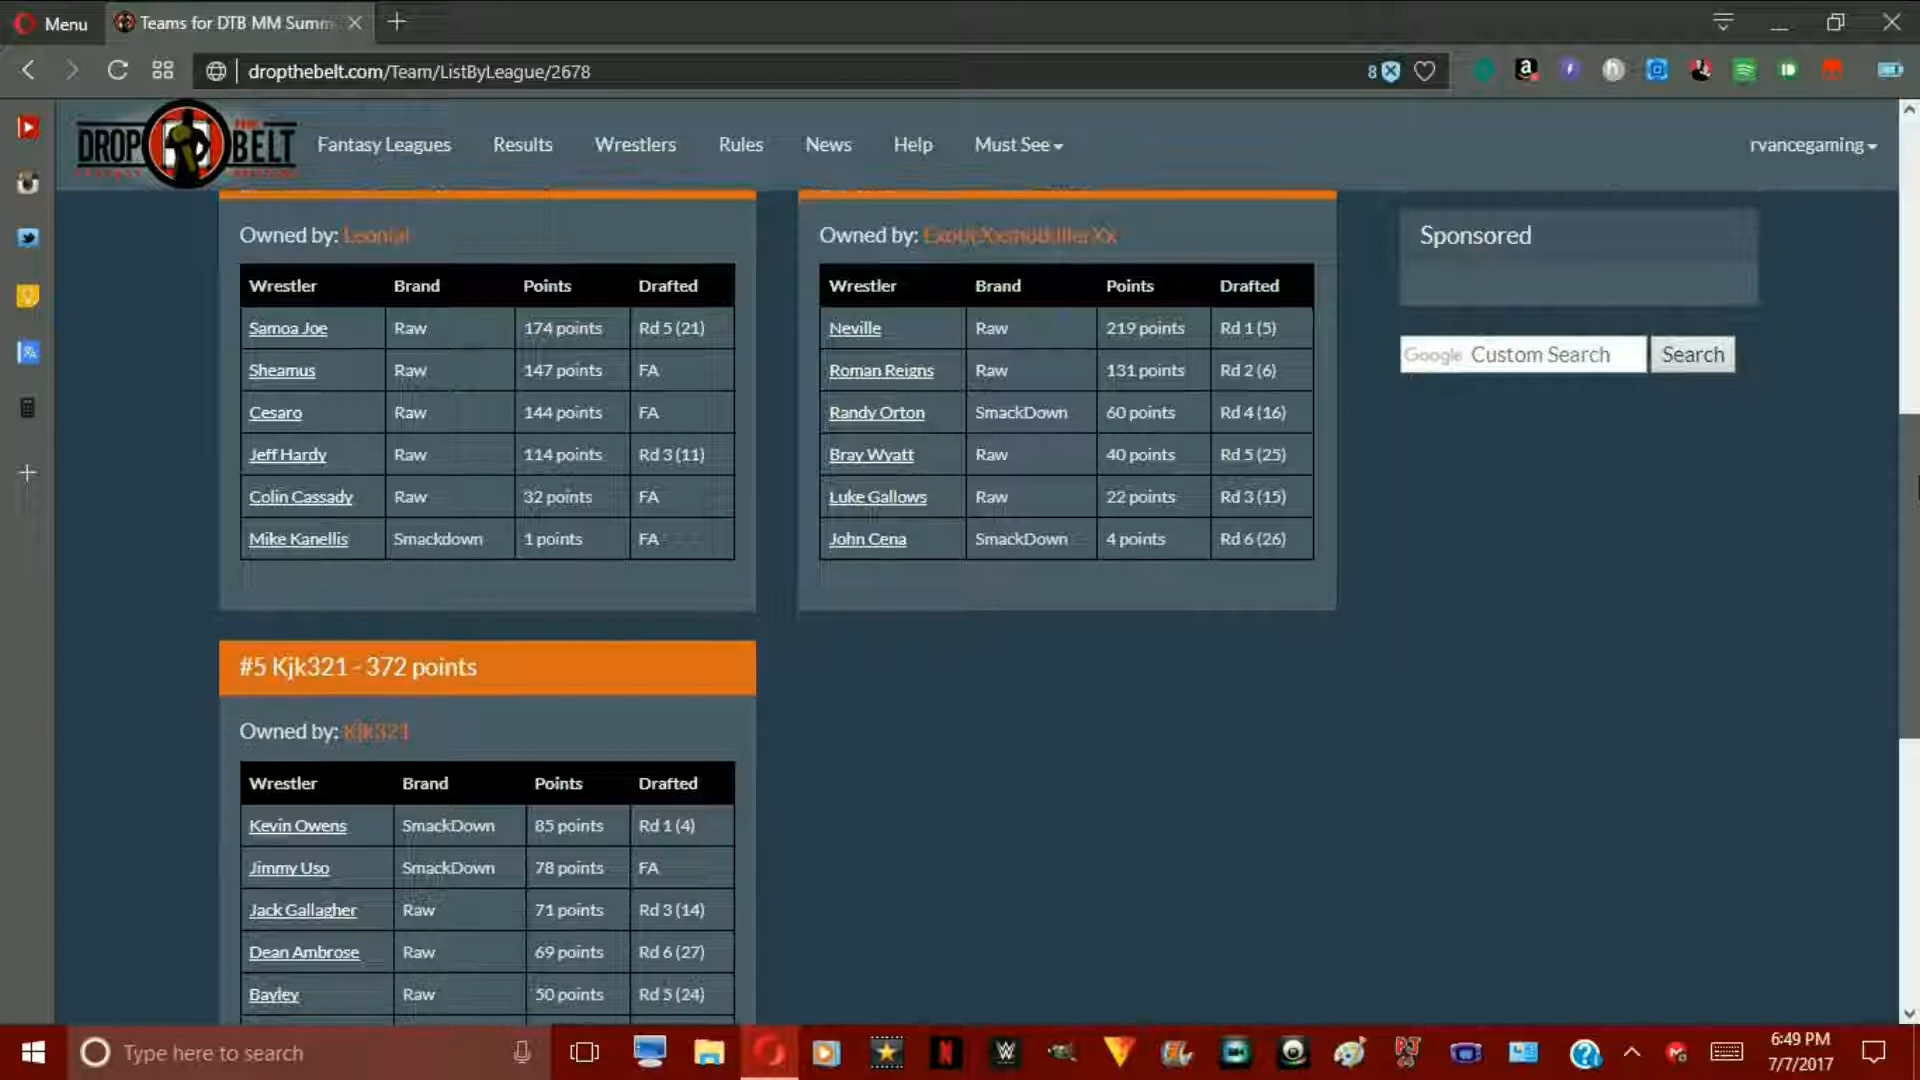 Menu
Teams for DTB MM Summ
dropthebelt.com/Team/ListByLeague/2678
8
DROP THE BELT
Fantasy Leagues Results Wrestlers Rules News Help Must See
rvancegaming
Owned by: Leonial
Wrestler Brand Points Drafted
Samoa Joe Raw 174 points Rd 5 (21)
Sheamus Raw 147 points FA
Cesaro Raw 144 points FA
Jeff Hardy Raw 114 points Rd 3 (11)
Colin Cassady Raw 32 points FA
Mike Kanellis Smackdown 1 points FA
Owned by:
Wrestler Brand Points Drafted
Neville Raw 219 points Rd 1 (5)
Roman Reigns Raw 131 points Rd 2 (6)
Randy Orton SmackDown 60 points Rd 4 (16)
Bray Wyatt Raw 40 points Rd 5 (25)
Luke Gallows Raw 22 points Rd 3 (15)
John Cena SmackDown 4 points Rd 6 (26)
Sponsored
Google Custom Search
Search
#5 Kjk321 - 372 points
Owned by: Kjk321
Wrestler Brand Points Drafted
Kevin Owens SmackDown 85 points Rd 1 (4)
Jimmy Uso SmackDown 78 points FA
Jack Gallagher Raw 71 points Rd 3 (14)
Dean Ambrose Raw 69 points Rd 6 (27)
Bayley Raw 50 points Rd 5 (24)
Type here to search
6:49 PM
7/7/2017